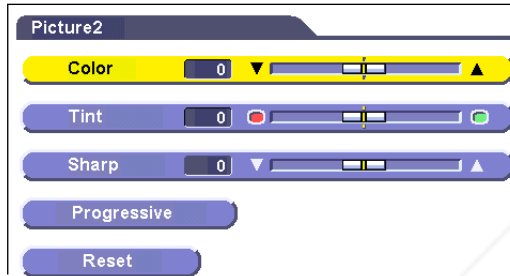 Picture2
Color 0
Tint 0
Sharp 0
Progressive
Reset